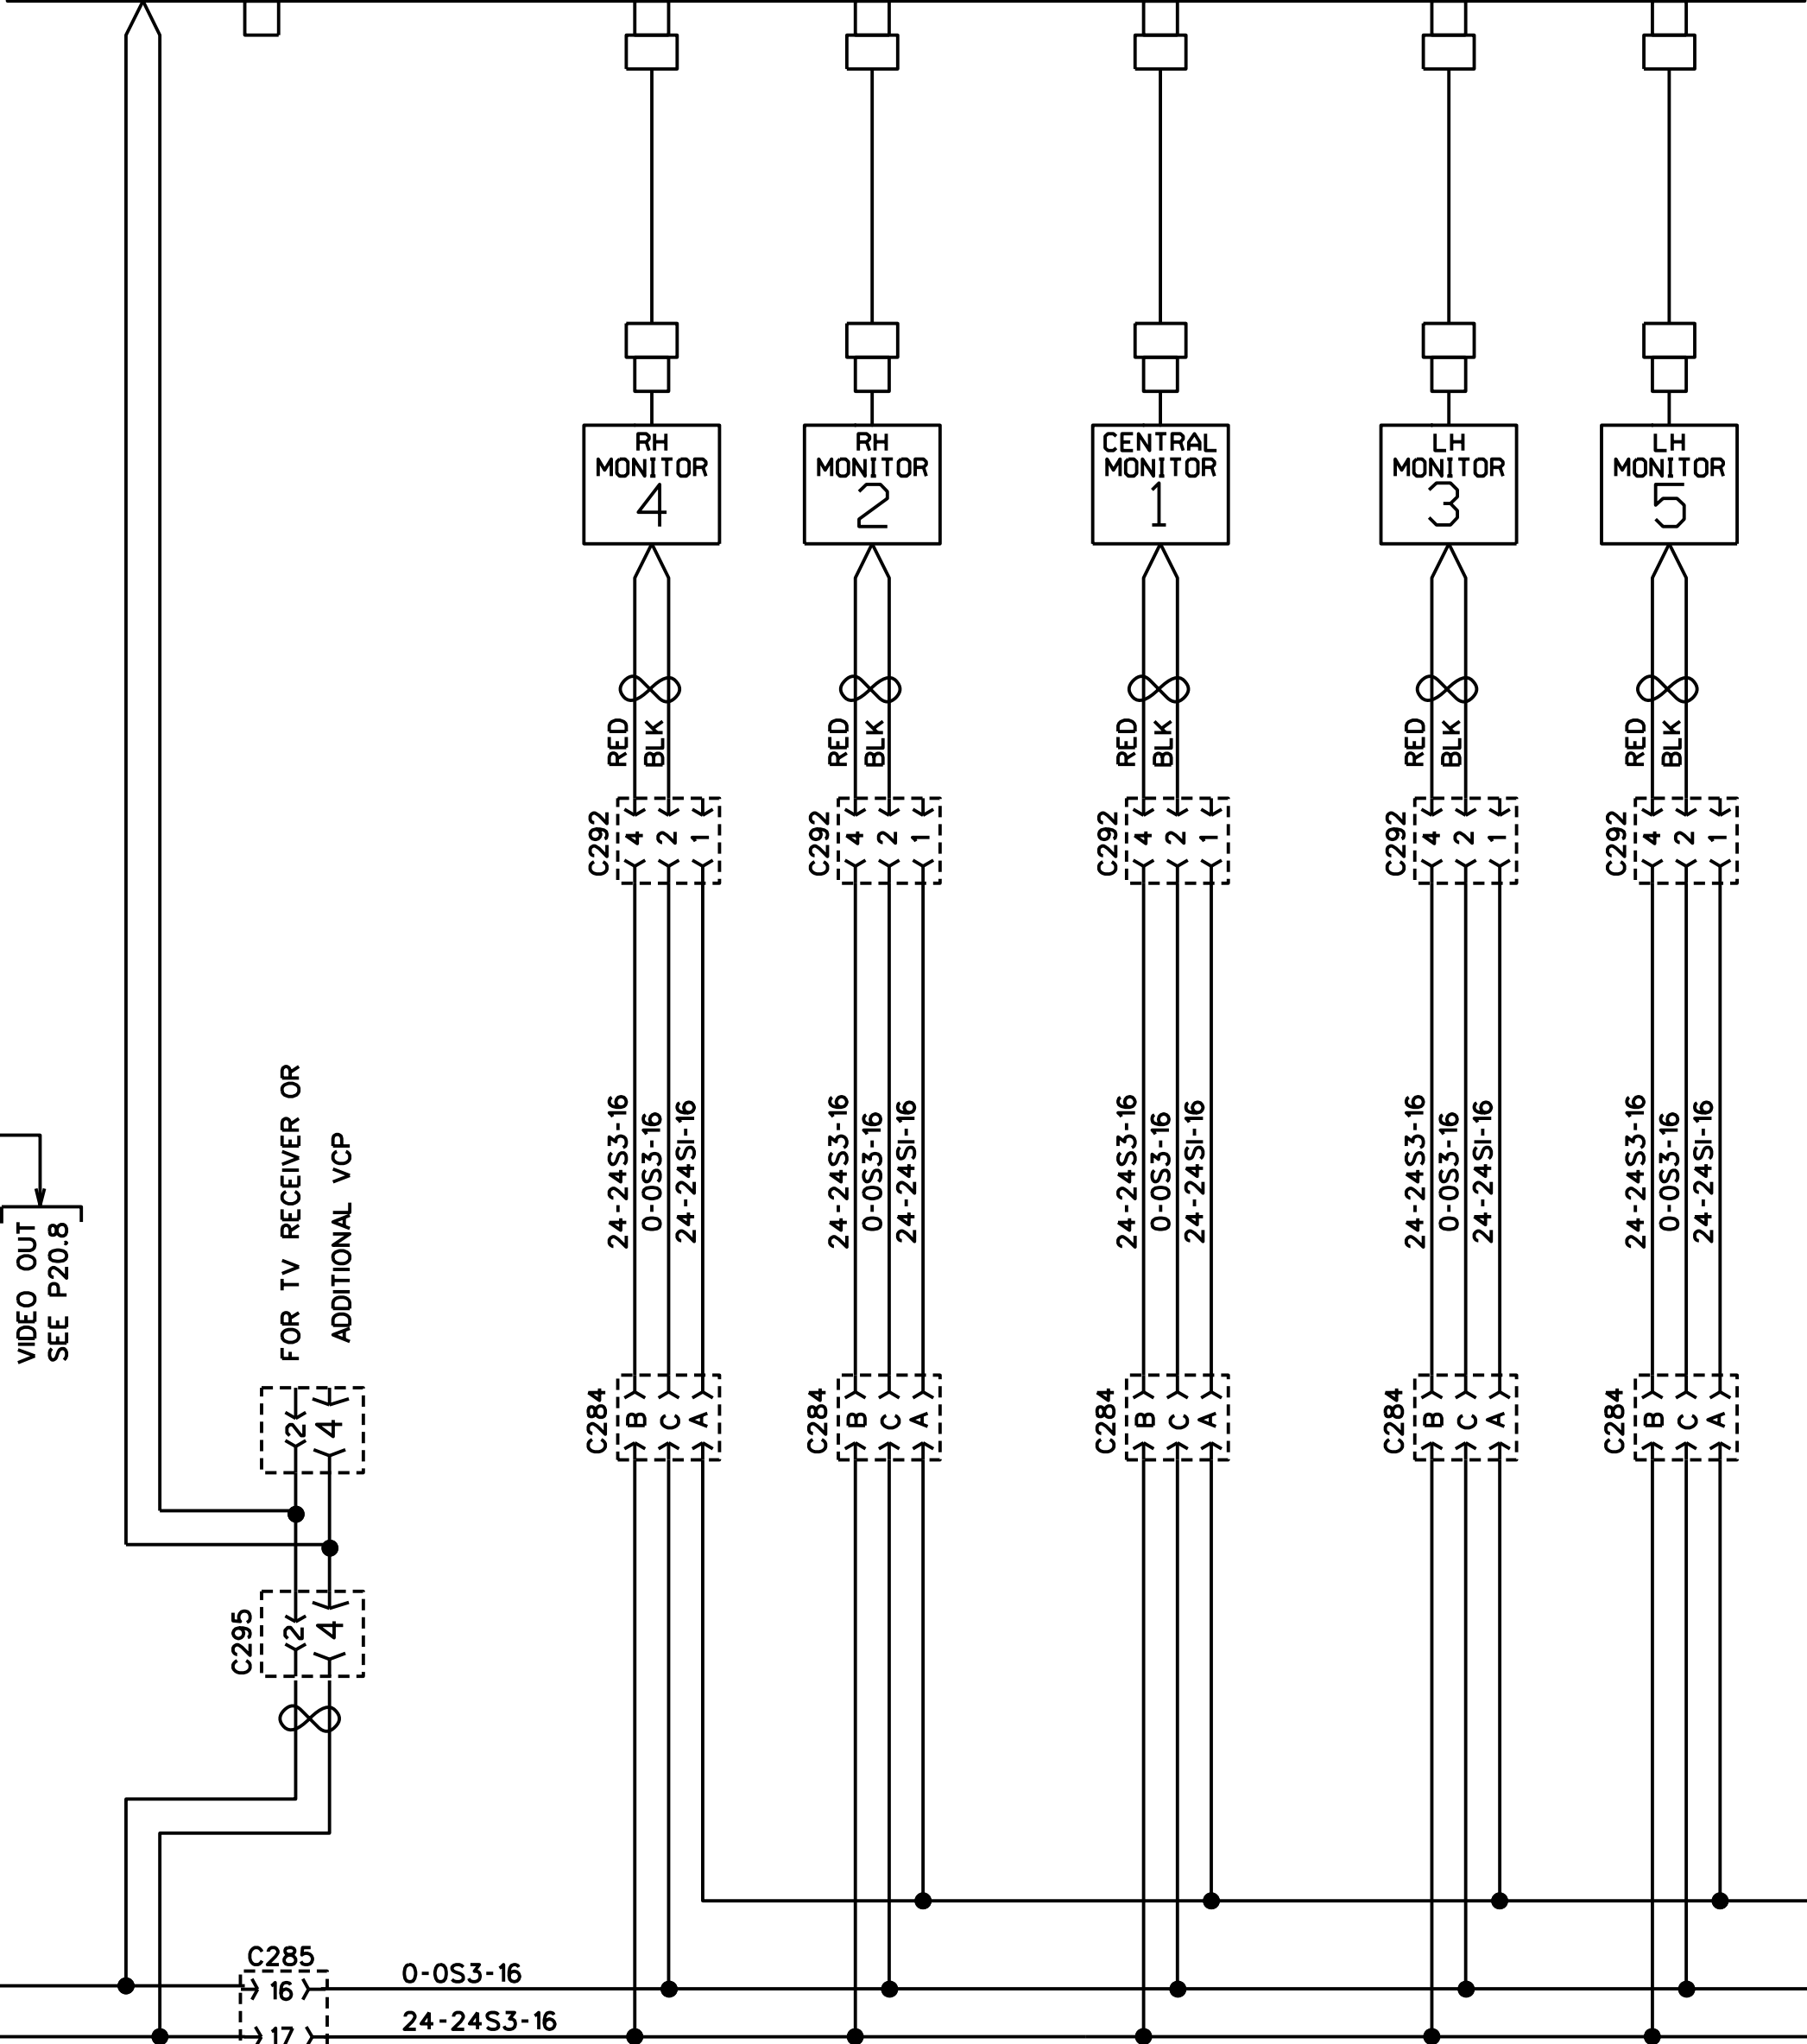 RH
MONITOR
4
RH
MONITOR
2
CENTRAL
MONITOR
1
LH
MONITOR
3
LH
MONITOR
5
RED
BLK
RED
BLK
RED
BLK
RED
BLK
RED
BLK
C292
4
2
1
C292
4
2
1
C292
4
2
1
C292
4
2
1
C292
4
2
1
24-24S3-16
0-0S3-16
24-24SI-16
24-24S3-16
0-0S3-16
24-24SI-16
24-24S3-16
0-0S3-16
24-24SI-16
24-24S3-16
0-0S3-16
24-24SI-16
24-24S3-16
0-0S3-16
24-24SI-16
VIDEO OUT
SEE P20.8
FOR TV RECEIVER OR
ADDITIONAL VCP
2
4
C284
B
C
A
C284
B
C
A
C284
B
C
A
C284
B
C
A
C284
B
C
A
C295
2
4
C285
16
0-0S3-16
17
24-24S3-16